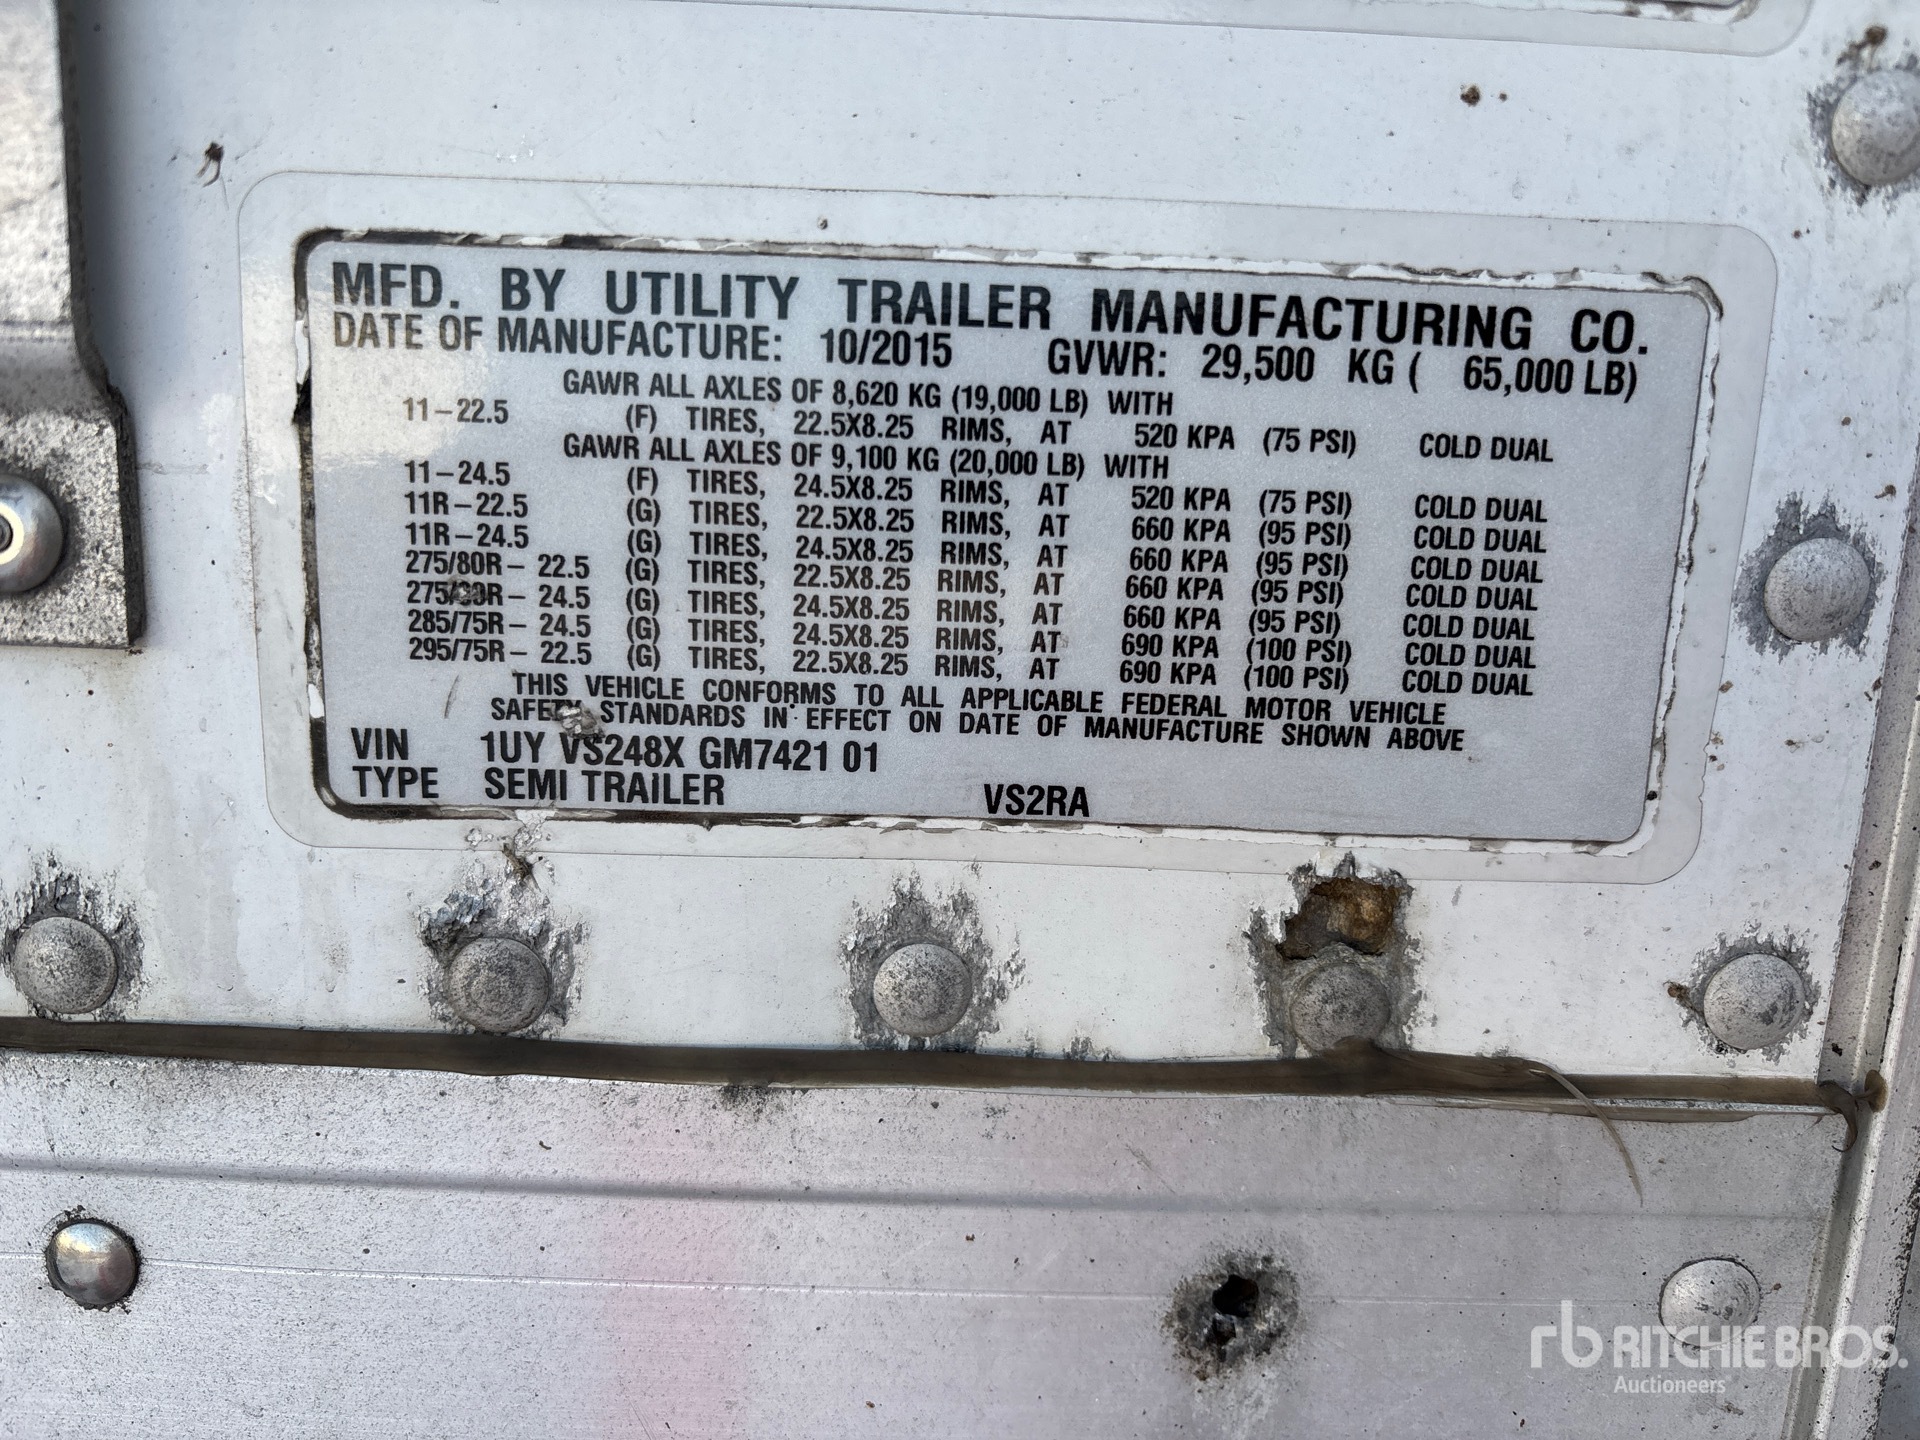 MFD. BY UTILITY TRAILER MANUFACTURING CO.
DATE OF MANUFACTURE: 10/2015 GVWR: 29,500 KG ( 65,000 LB)
GAWR ALL AXLES OF 8,620 KG (19,000 LB) WITH
11-22.5 (F) TIRES, 22.5X8.25 RIMS, AT 520 KPA (75 PSI) COLD DUAL
GAWR ALL AXLES OF 9,100 KG (20,000 LB) WITH
11-24.5 (F) TIRES, 24.5X8.25 RIMS, AT 520 KPA (75 PSI) COLD DUAL
11R-22.5 (G) TIRES, 22.5X8.25 RIMS, AT 660 KPA (95 PSI) COLD DUAL
11R-24.5 (G) TIRES, 24.5X8.25 RIMS, AT 660 KPA (95 PSI) COLD DUAL
275/80R- 22.5 (G) TIRES, 22.5X8.25 RIMS, AT 660 KPA (95 PSI) COLD DUAL
275/80R- 24.5 (G) TIRES, 24.5X8.25 RIMS, AT 660 KPA (95 PSI) COLD DUAL
285/75R- 24.5 (G) TIRES, 24.5X8.25 RIMS, AT 690 KPA (100 PSI) COLD DUAL
295/75R- 22.5 (G) TIRES, 22.5X8.25 RIMS, AT 690 KPA (100 PSI) COLD DUAL
THIS VEHICLE CONFORMS TO ALL APPLICABLE FEDERAL MOTOR VEHICLE
SAFETY STANDARDS IN EFFECT ON DATE OF MANUFACTURE SHOWN ABOVE
VIN 1UY VS248X GM7421 01
TYPE SEMI TRAILER VS2RA
rb RITCHIE BROS.
Auctioneers